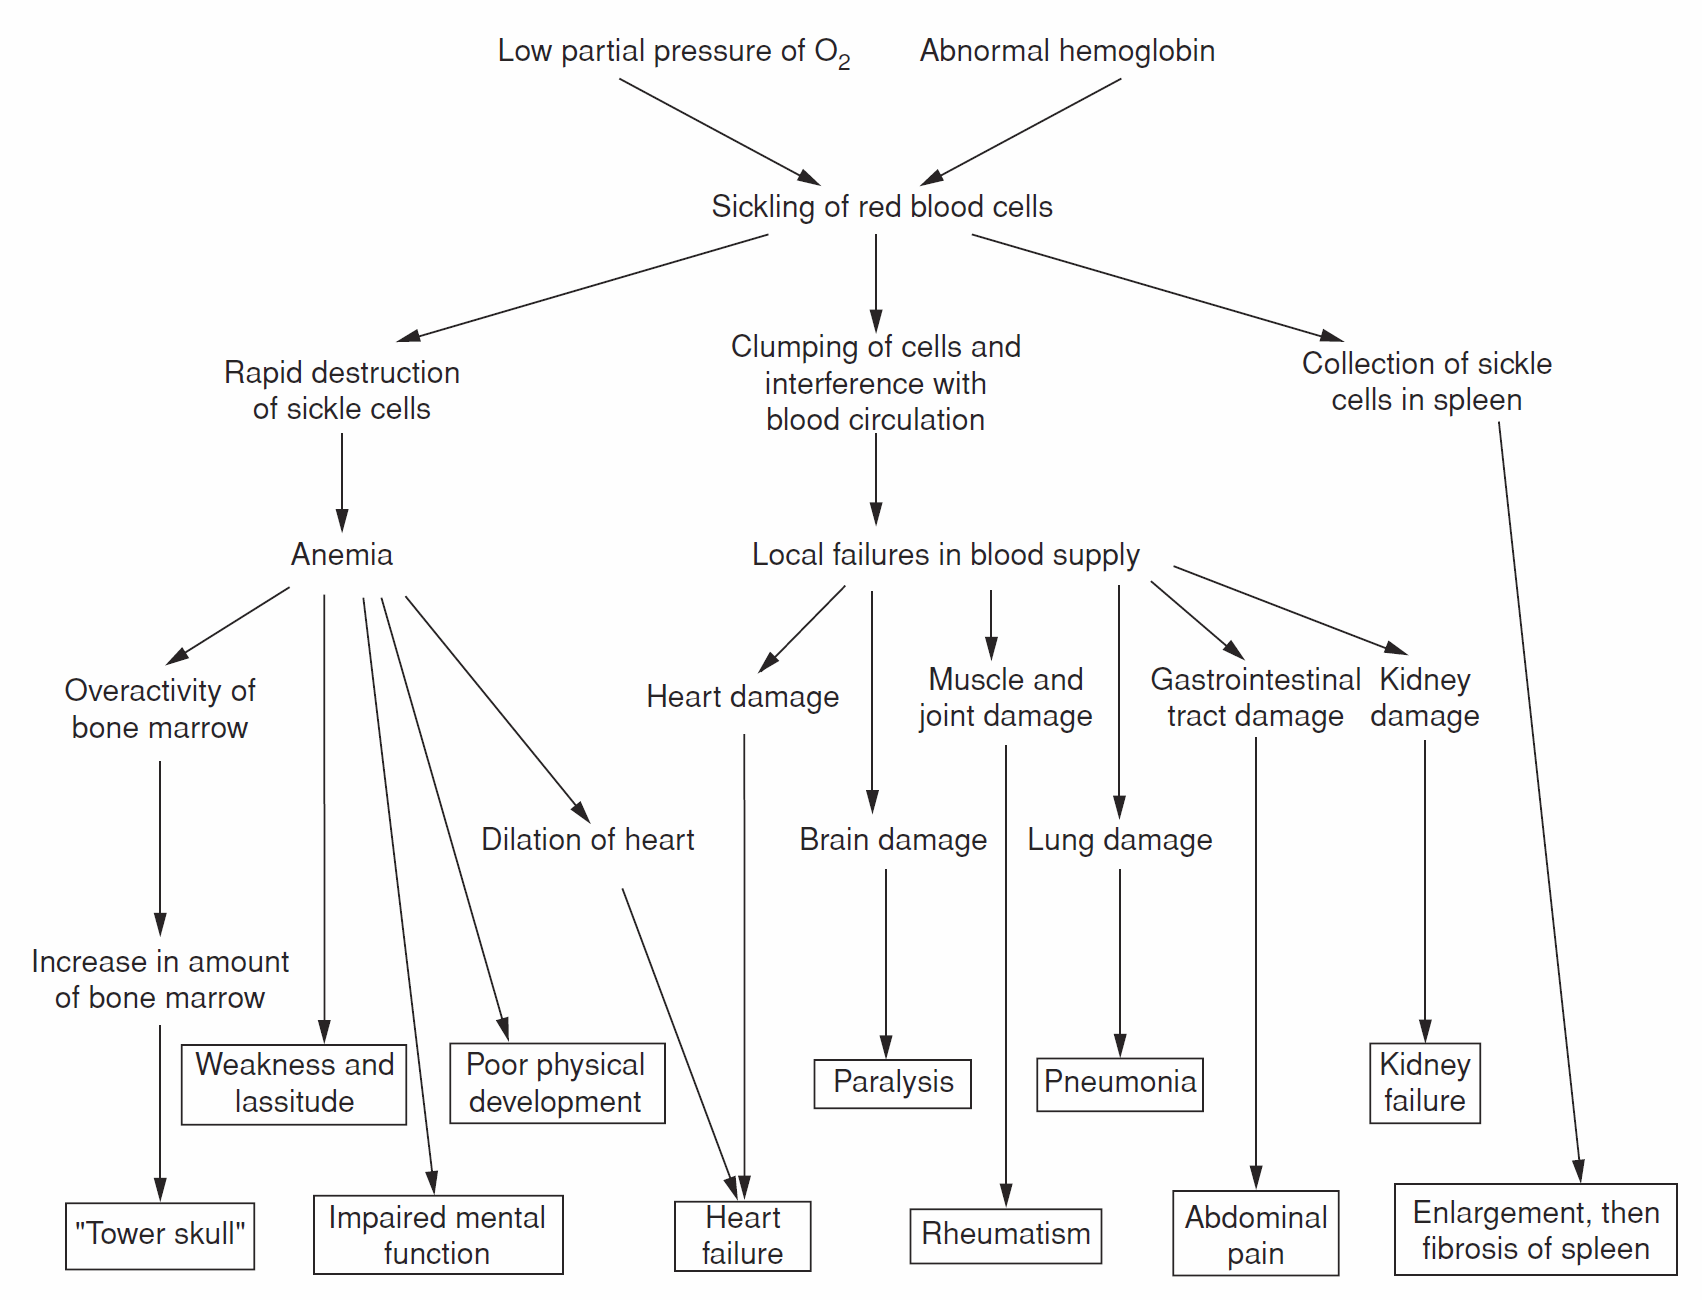 Low partial pressure of O2
Abnormal hemoglobin
Sickling of red blood cells
Rapid destruction
of sickle cells
Clumping of cells and
interference with
blood circulation
Collection of sickle
cells in spleen
Anemia
Local failures in blood supply
Overactivity of
bone marrow
Heart damage
Muscle and
joint damage
Gastrointestinal
tract damage
Kidney
damage
Dilation of heart
Brain damage
Lung damage
Increase in amount
of bone marrow
Weakness and
lassitude
Poor physical
development
Paralysis
Pneumonia
Kidney
failure
"Tower skull"
Impaired mental
function
Heart
failure
Rheumatism
Abdominal
pain
Enlargement, then
fibrosis of spleen